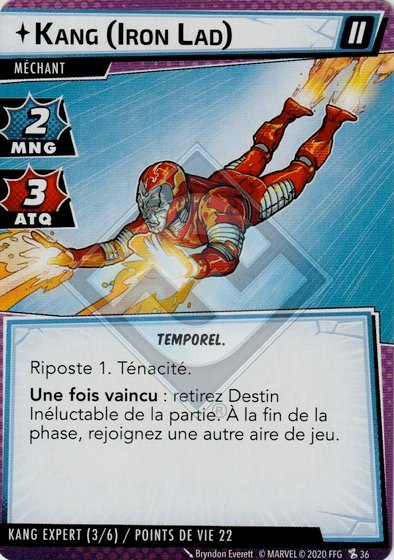 KANG (IRON LAD)
II
MÉCHANT
2
MNG
3
ATQ
TEMPOREL.
Riposte 1. Ténacité.
Une fois vaincu : retirez Destin
Inéluctable de la partie. À la fin de la
phase, rejoignez une autre aire de jeu.
KANG EXPERT (3/6) / POINTS DE VIE 22
Bryndon Everett © MARVEL © 2020 FFG 36